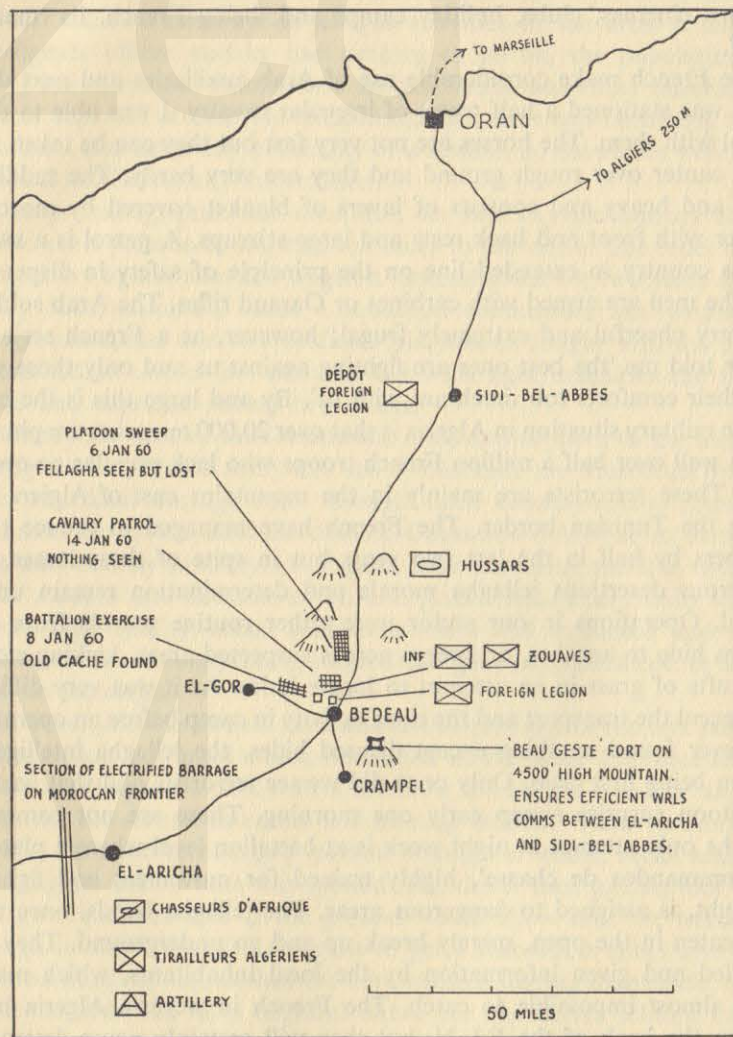 TO MARSEILLE
ORAN
TO ALGIERS 250 M
DÉPÔT
FOREIGN
LEGION
SIDI-BEL-ABBES
PLATOON SWEEP
6 JAN 60
FELLAGHA SEEN BUT LOST
CAVALRY PATROL
14 JAN 60
NOTHING SEEN
HUSSARS
BATTALION EXERCISE
8 JAN 60
OLD CACHE FOUND
INF
ZOUAVES
EL-GOR
FOREIGN LEGION
BEDEAU
CRAMPEL
'BEAU GESTE' FORT ON
4500' HIGH MOUNTAIN.
ENSURES EFFICIENT WRLS
COMMS BETWEEN EL-ARICHA
AND SIDI-BEL-ABBES.
SECTION OF ELECTRIFIED BARRAGE
ON MOROCCAN FRONTIER
EL-ARICHA
CHASSEURS D'AFRIQUE
TIRAILLEURS ALGÉRIENS
ARTILLERY
50 MILES